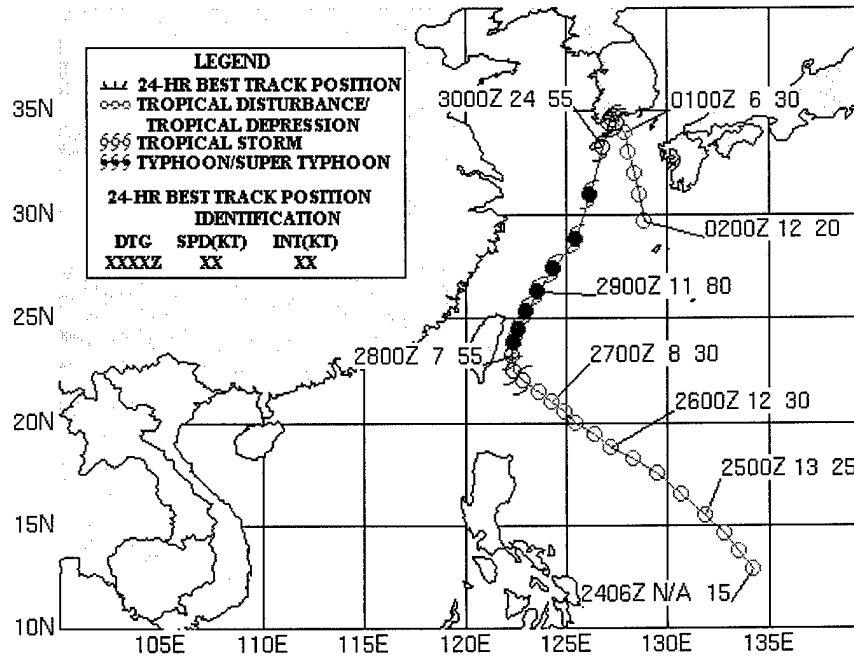 LEGEND
24-HR BEST TRACK POSITION
TROPICAL DISTURBANCE/
TROPICAL DEPRESSION
TROPICAL STORM
TYPHOON/SUPER TYPHOON
24-HR BEST TRACK POSITION
IDENTIFICATION
DTG SPD(KT) INT(KT)
XXXXZ XX XX
35N
30N
25N
20N
15N
10N
3000Z 24 55
0100Z 6 30
0200Z 12 20
2900Z 11 80
2800Z 7 55
2700Z 8 30
2600Z 12 30
2500Z 13 25
2406Z N/A 15
105E 110E 115E 120E 125E 130E 135E